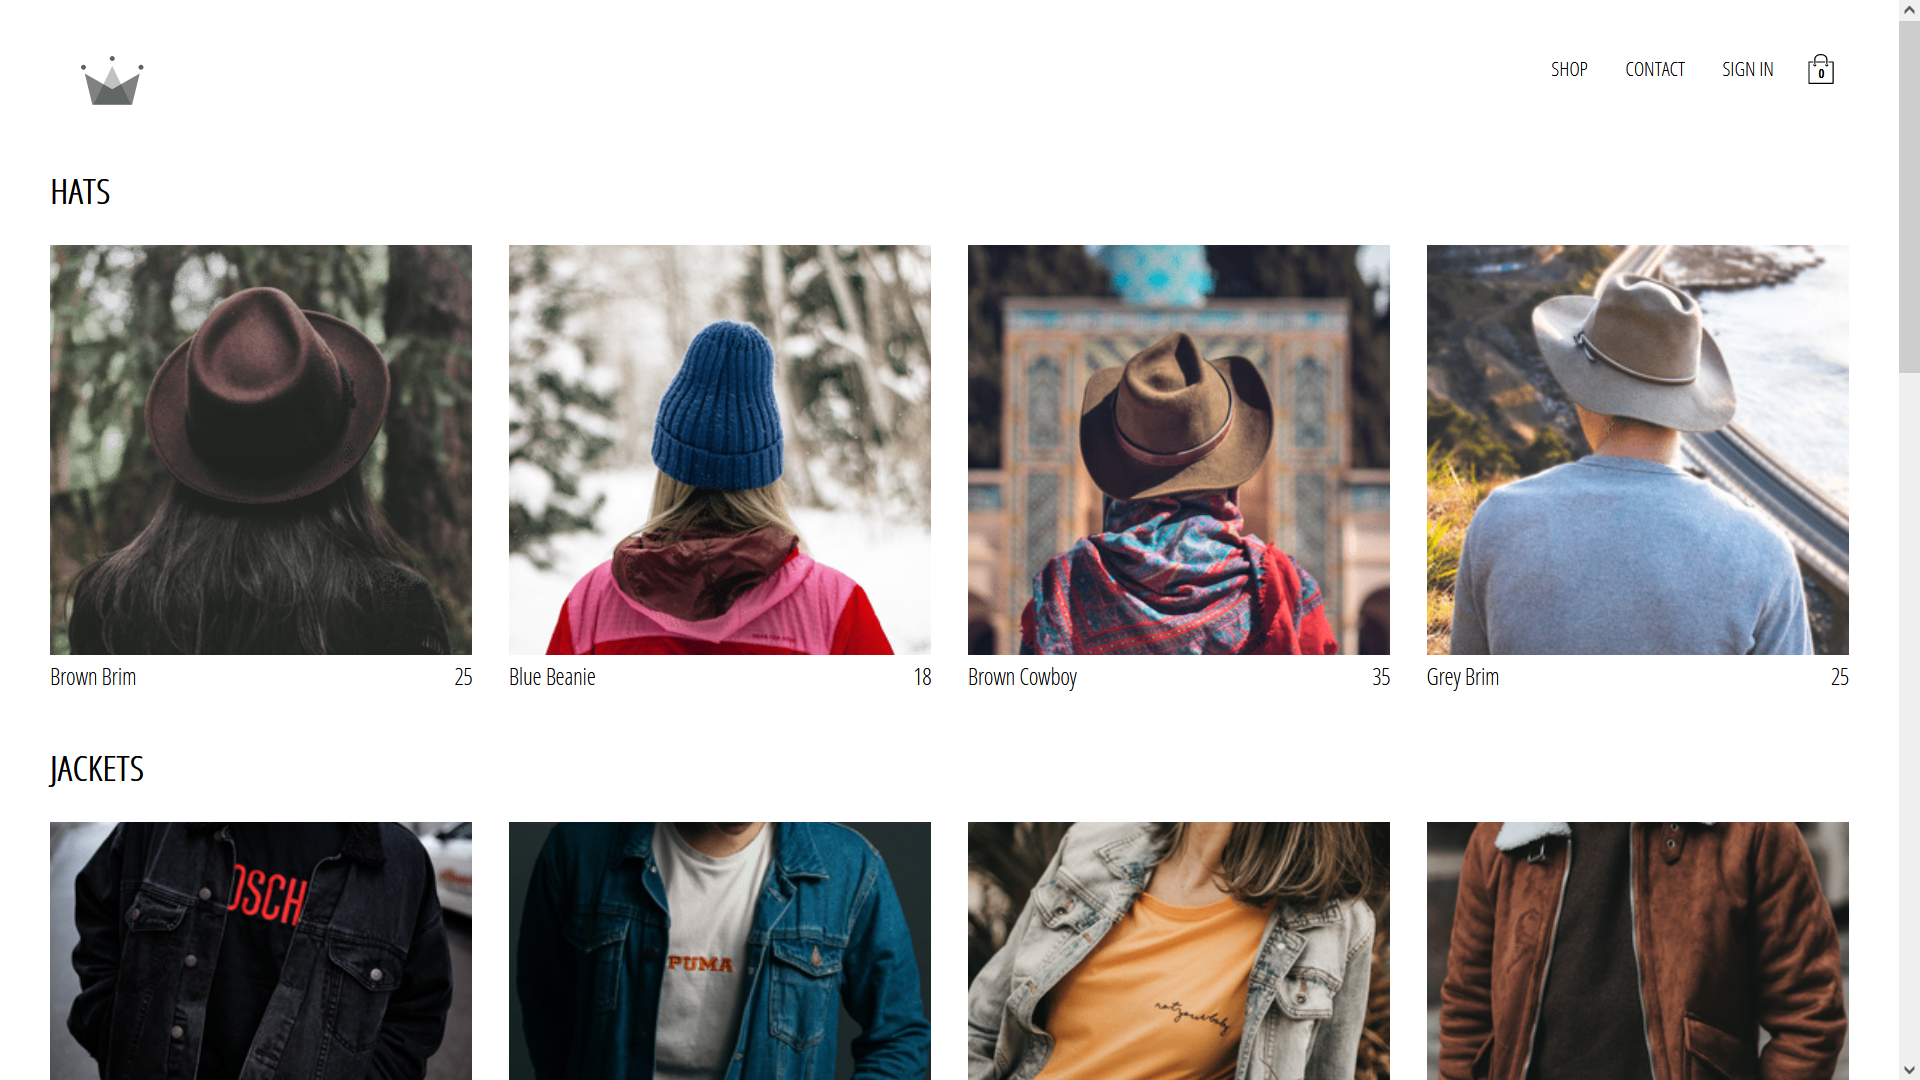 SHOP CONTACT SIGN IN 0
HATS
Brown Brim 25
Blue Beanie 18
Brown Cowboy 35
Grey Brim 25
JACKETS
OSCH
PUMA
notyourbaby